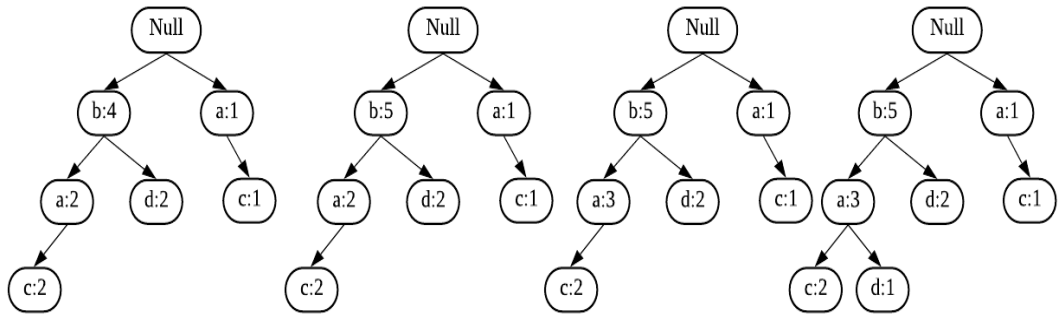 Null Null Null Null
b:4 a:1 b:5 a:1 b:5 a:1 b:5 a:1
a:2 d:2 c:1 a:2 d:2 c:1 a:3 d:2 c:1 a:3 d:2 c:1
c:2 c:2 c:2 c:2 d:1